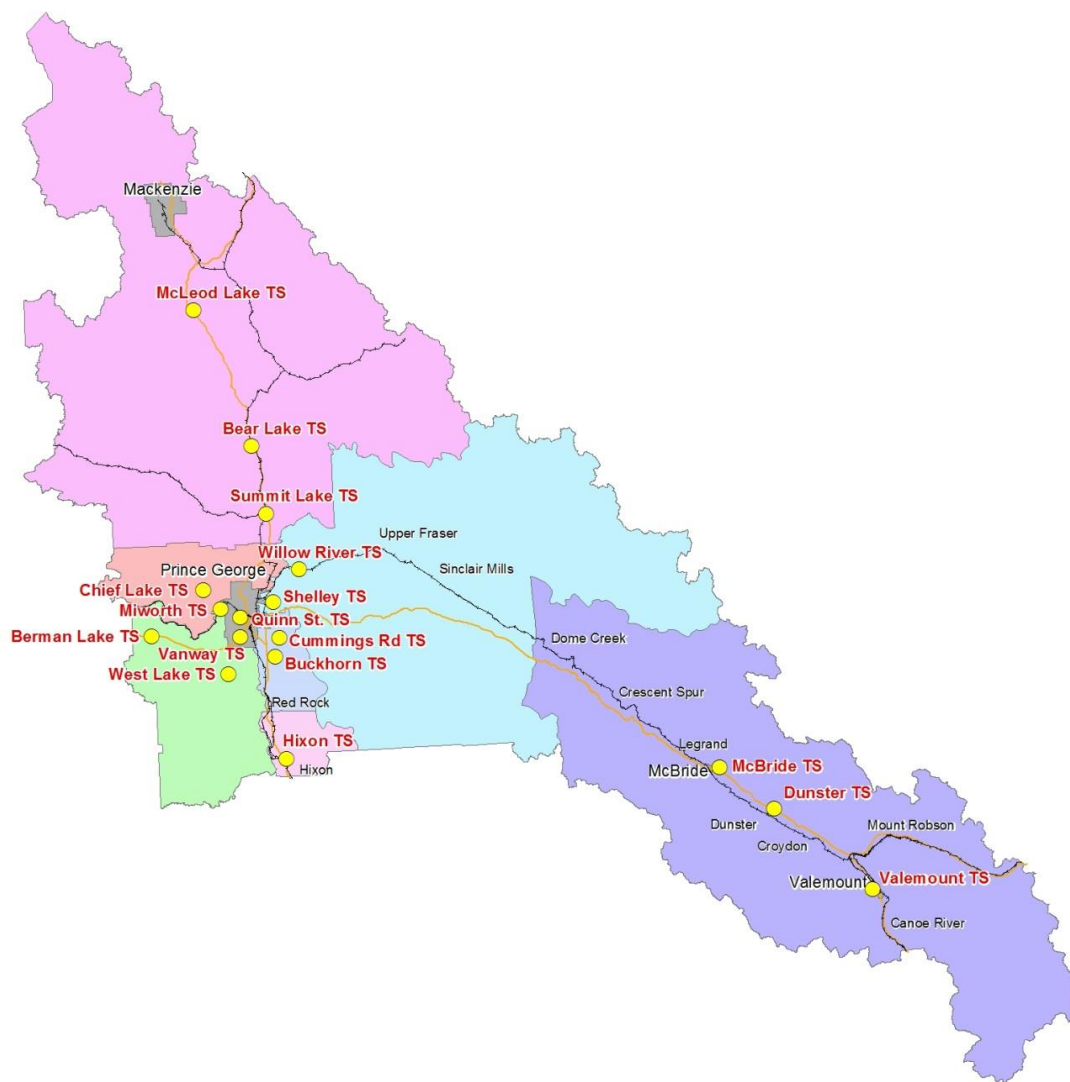 Mackenzie
McLeod Lake TS
Bear Lake TS
Summit Lake TS
Upper Fraser
Willow River TS
Prince George
Sinclair Mills
Chief Lake TS
Shelley TS
Miworth TS
Quinn St. TS
Berman Lake TS
Cummings Rd TS
Dome Creek
Vanway TS
Buckhorn TS
West Lake TS
Crescent Spur
Red Rock
Hixon TS
Legrand
Hixon
McBride
McBride TS
Dunster TS
Dunster
Mount Robson
Croydon
Valemount
Valemount TS
Canoe River